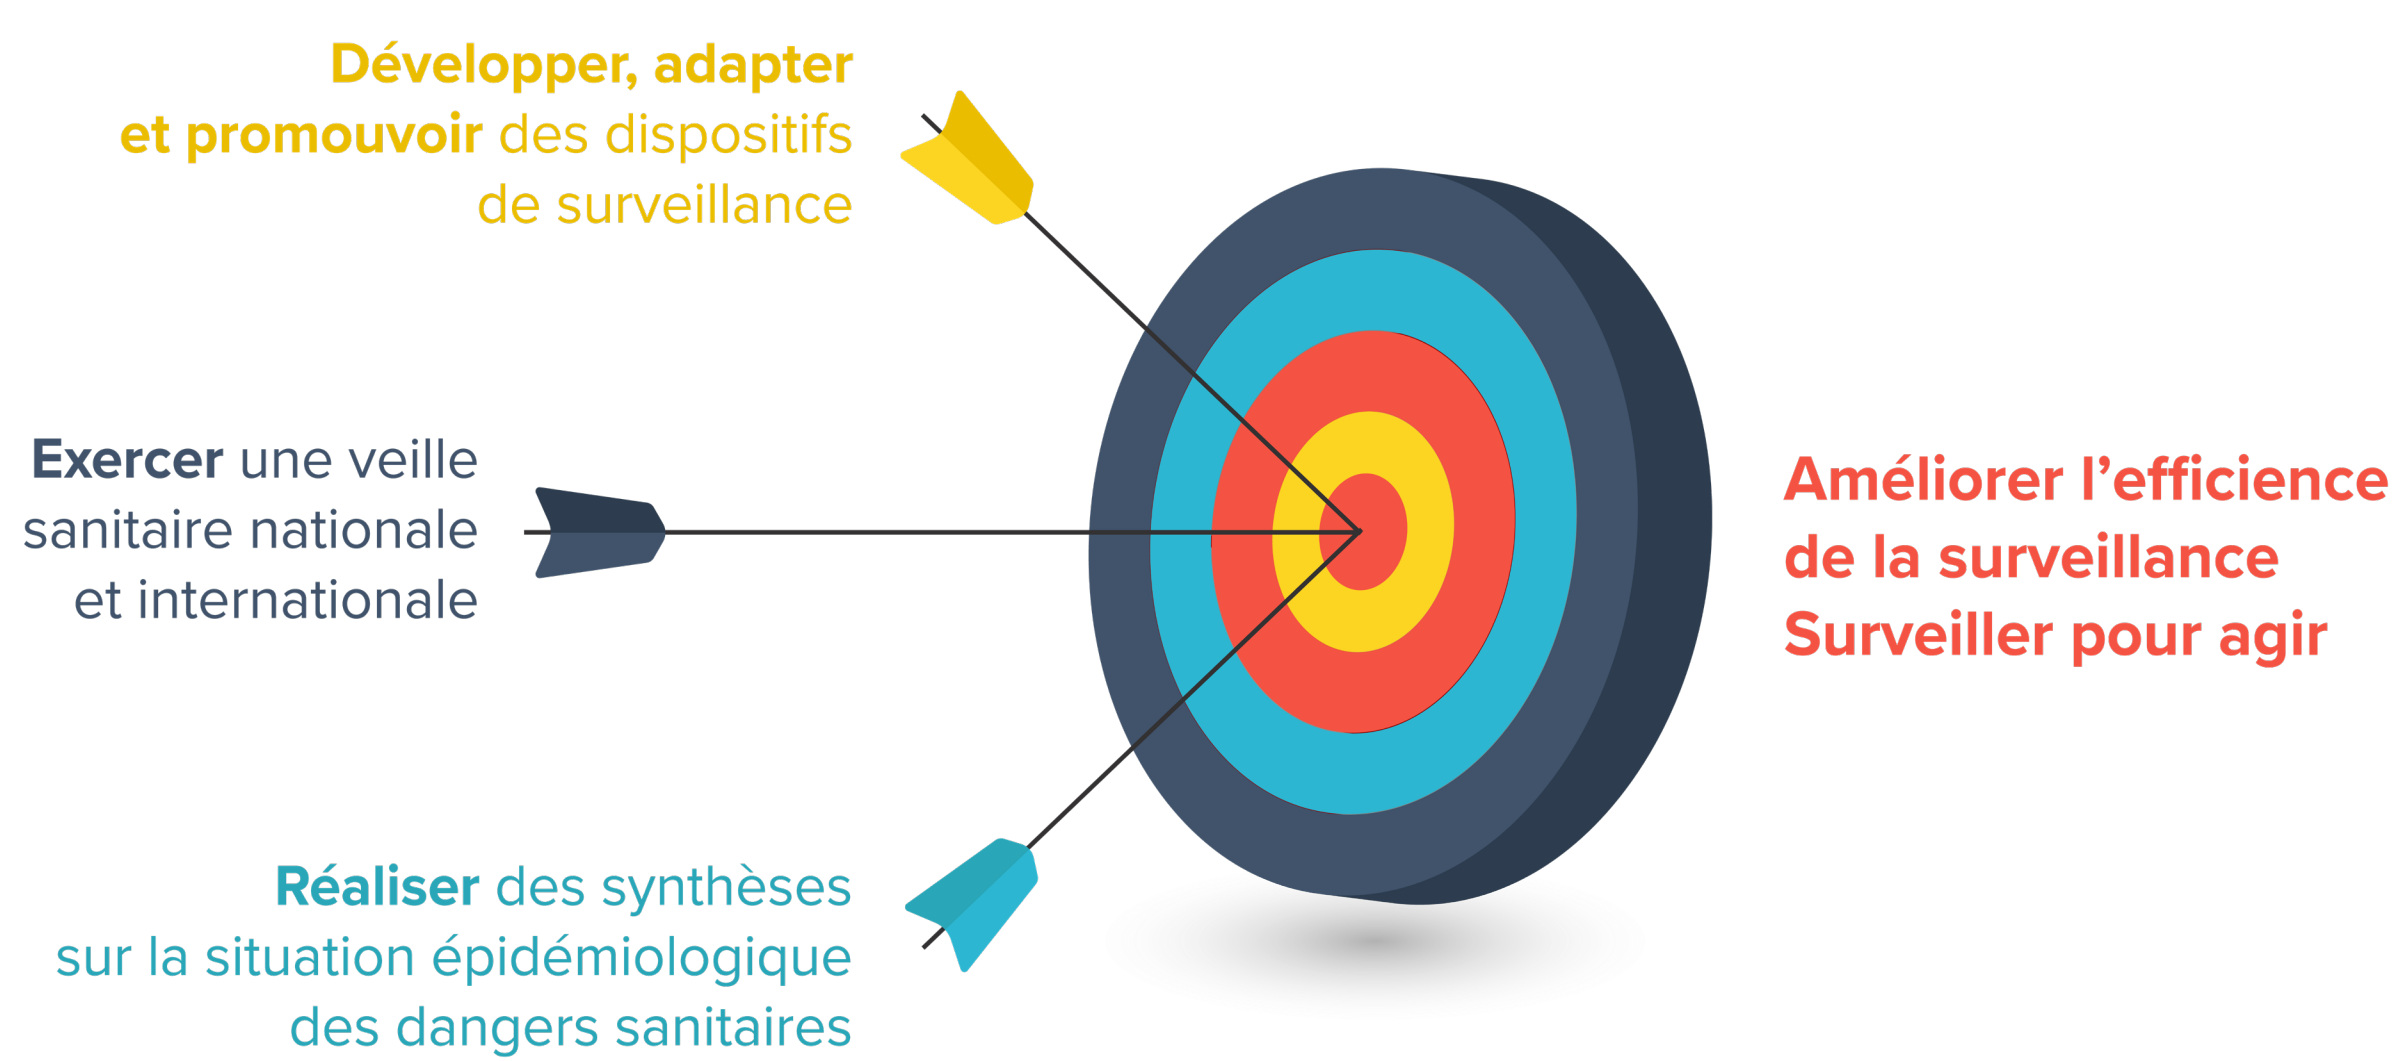 Développer, adapter
et promouvoir des dispositifs
de surveillance
Exercer une veille
sanitaire nationale
et internationale
Réaliser des synthèses
sur la situation épidémiologique
des dangers sanitaires
Améliorer l’efficience
de la surveillance
Surveiller pour agir